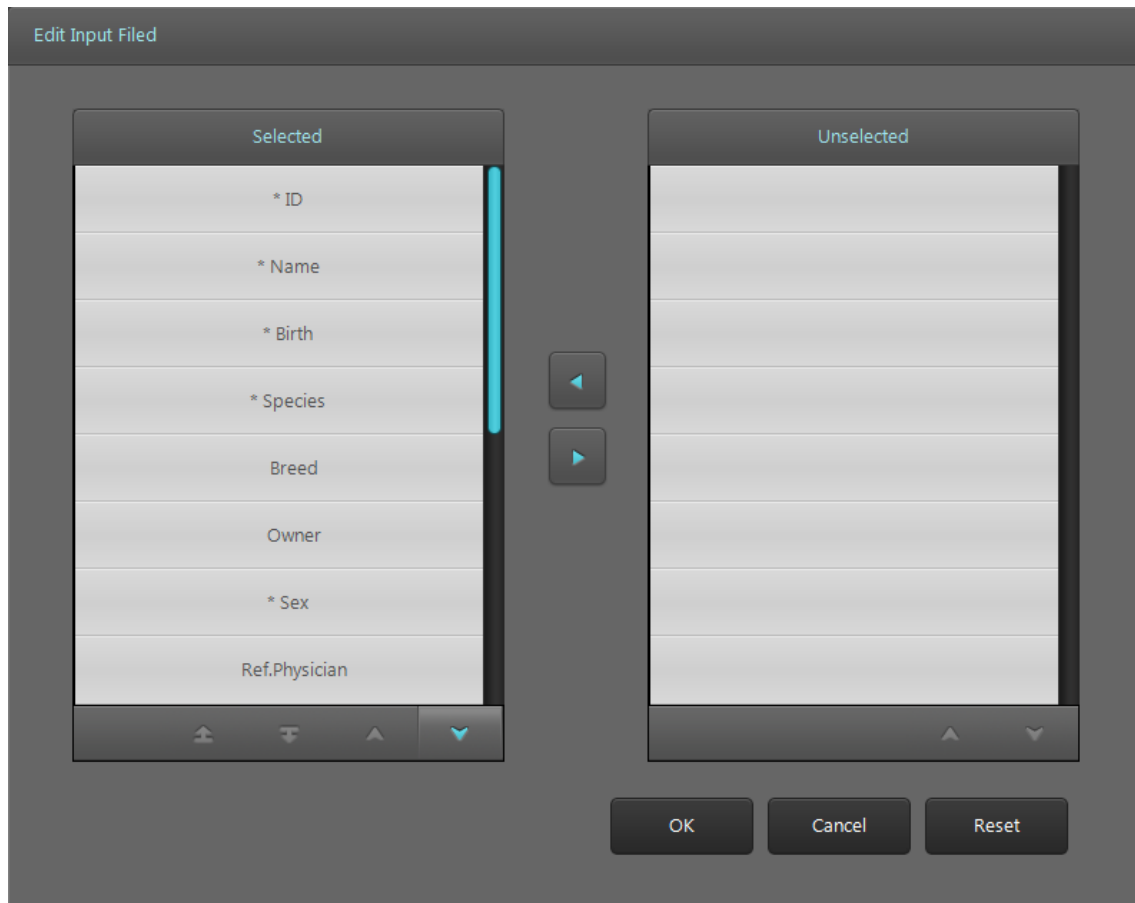 Edit Input Filed
Selected
* ID
* Name
* Birth
* Species
Breed
Owner
* Sex
Ref.Physician
Unselected
OK
Cancel
Reset